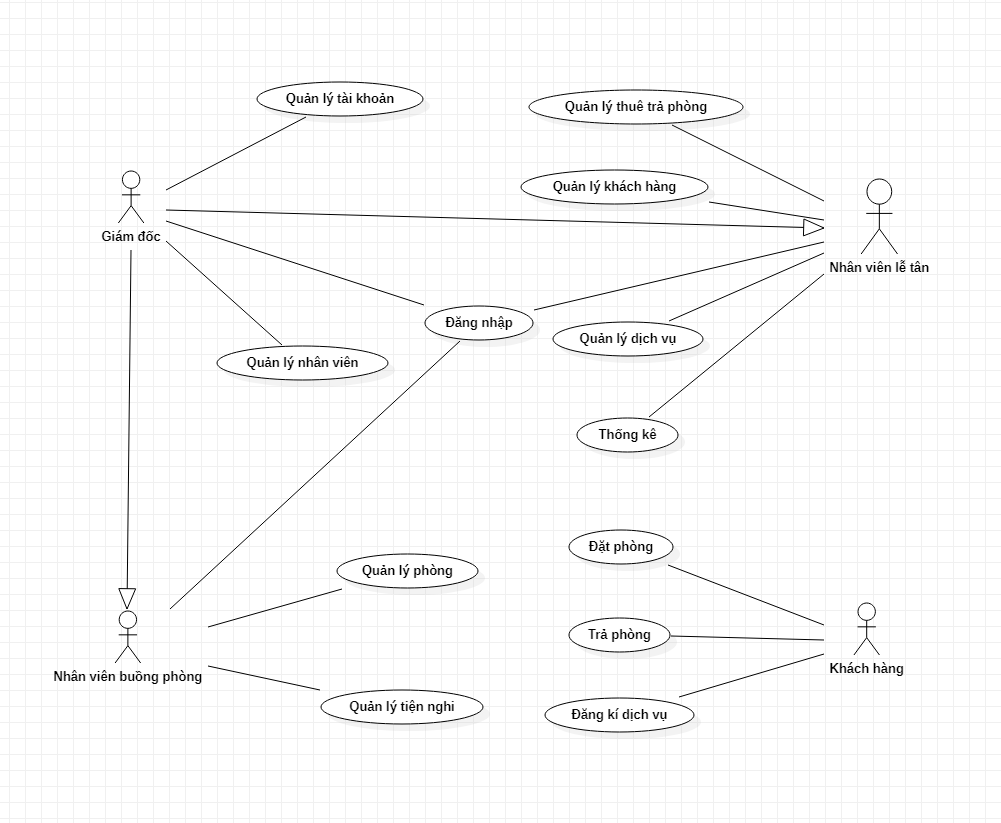 Quản lý tài khoản
Quản lý thuê trả phòng
Quản lý khách hàng
Giám đốc
Nhân viên lễ tân
Đăng nhập
Quản lý dịch vụ
Quản lý nhân viên
Thống kê
Đặt phòng
Quản lý phòng
Trả phòng
Khách hàng
Nhân viên buồng phòng
Quản lý tiện nghi
Đăng kí dịch vụ